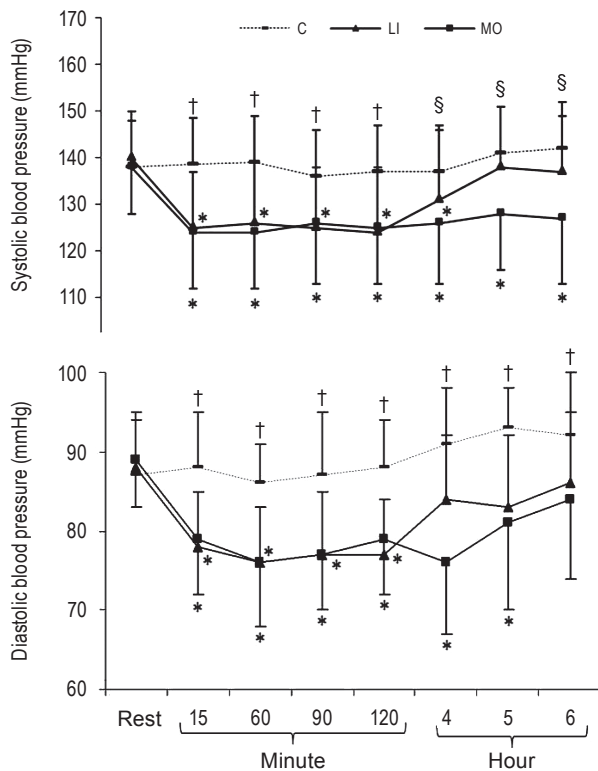 C LI MO
Systolic blood pressure (mmHg)
170
160
150
140
130
120
110
† † † † § § §
* * * * *
* * * * * * *
Diastolic blood pressure (mmHg)
100
90
80
70
60
† † † † † † †
* * * *
* * * * * *
Rest 15 60 90 120 4 5 6
Minute Hour